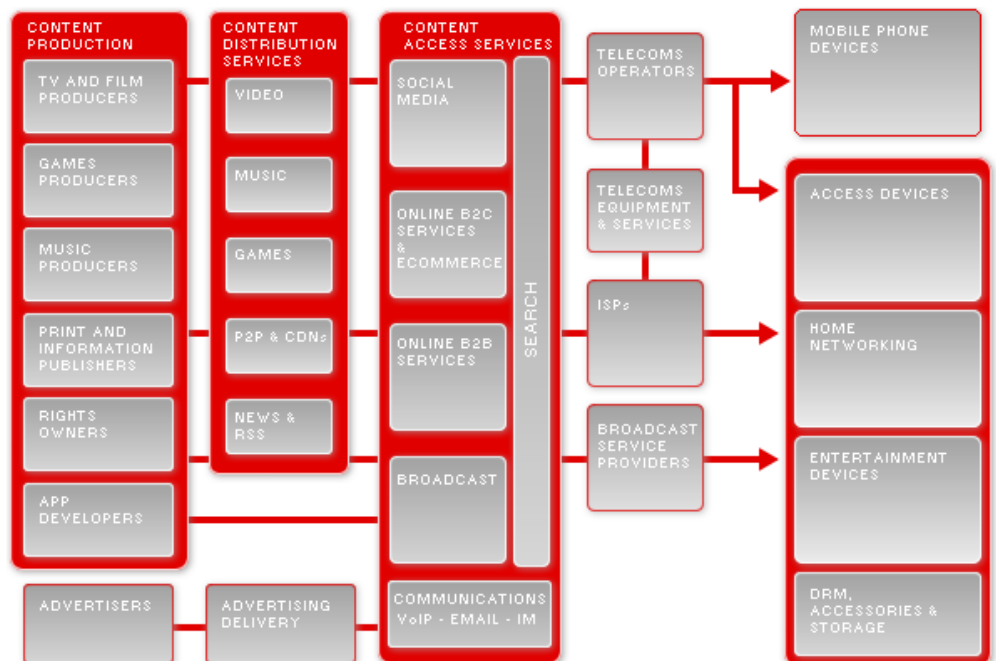 CONTENT
PRODUCTION
TV AND FILM
PRODUCERS
GAMES
PRODUCERS
MUSIC
PRODUCERS
PRINT AND
INFORMATION
PUBLISHERS
RIGHTS
OWNERS
APP
DEVELOPERS
ADVERTISERS
CONTENT
DISTRIBUTION
SERVICES
VIDEO
MUSIC
GAMES
P2P & CDNs
NEWS &
RSS
ADVERTISING
DELIVERY
CONTENT
ACCESS SERVICES
SOCIAL
MEDIA
ONLINE B2C
SERVICES
&
ECOMMERCE
ONLINE B2B
SERVICES
BROADCAST
SEARCH
COMMUNICATIONS
VoIP - EMAIL - IM
TELECOMS
OPERATORS
TELECOMS
EQUIPMENT
& SERVICES
ISPs
BROADCAST
SERVICE
PROVIDERS
MOBILE PHONE
DEVICES
ACCESS DEVICES
HOME
NETWORKING
ENTERTAINMENT
DEVICES
DRM,
ACCESSORIES &
STORAGE